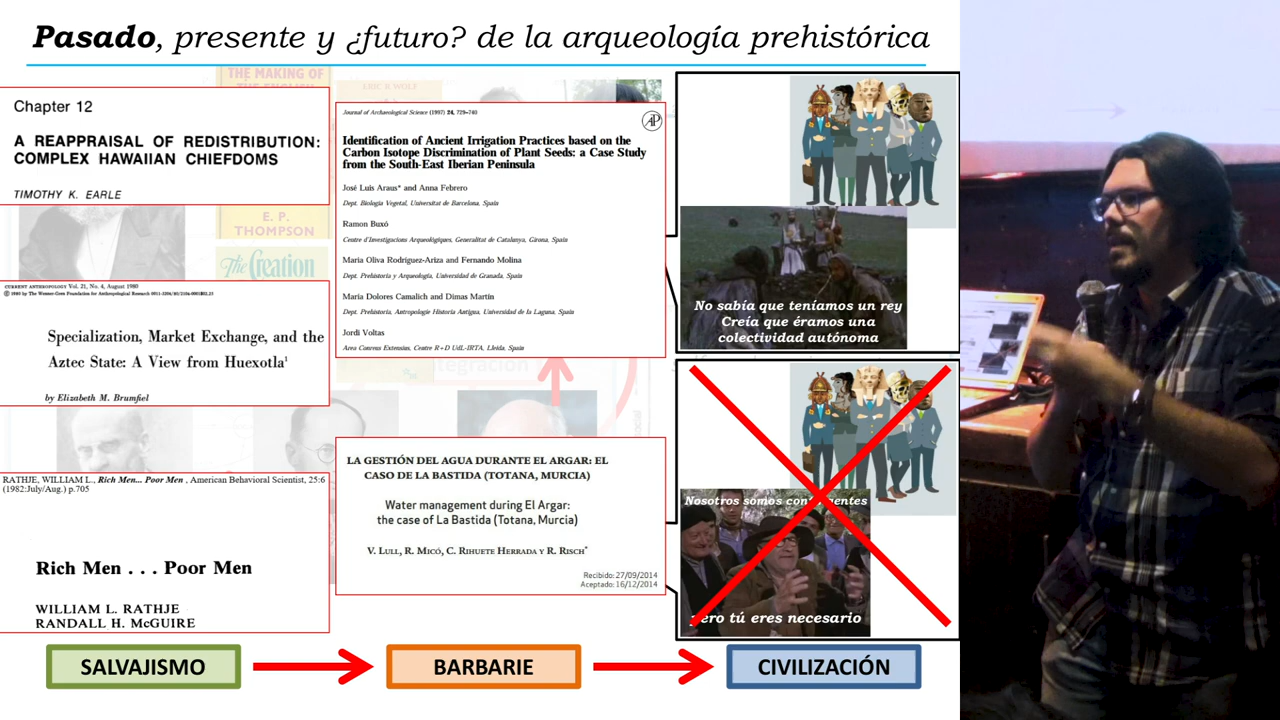 Pasado, presente y ¿futuro? de la arqueología prehistórica
THE MAKING OF
Chapter 12
A REAPPRAISAL OF REDISTRIBUTION:
COMPLEX HAWAIIAN CHIEFDOMS
TIMOTHY K. EARLE
E. P.
THOMPSON
The Creation
CURRENT ANTHROPOLOGY Vol. 21, No. 4, August 1980
Specialization, Market Exchange, and the
Aztec State: A View from Huexotla¹
by Elizabeth M. Brumfiel
RATHJE, WILLIAM L., Rich Men... Poor Men , American Behavioral Scientist, 25:6
(1982:July/Aug.) p.705
Rich Men . . . Poor Men
WILLIAM L. RATHJE
RANDALL H. McGUIRE
ERIC R WOLF
Journal of Archaeological Science (1997) 24, 729–740
AP
Identification of Ancient Irrigation Practices based on the
Carbon Isotope Discrimination of Plant Seeds: a Case Study
from the South-East Iberian Peninsula
José Luis Araus* and Anna Febrero
Dept. Biologia Vegetal, Universitat de Barcelona, Spain
Ramon Buxó
Centre d'Investigacions Arqueològiques, Generalitat de Catalunya, Girona, Spain
Maria Oliva Rodríguez-Ariza and Fernando Molina
Dept. Prehistoria y Arqueología, Universidad de Granada, Spain
Maria Dolores Camalich and Dimas Martin
Dept. Prehistoria, Antropologie Historia Antigua, Universidad de la Laguna, Spain
Jordi Voltas
Area Conreus Extensius, Centre R+D UdL-IRTA, Lleida, Spain
integración
LA GESTIÓN DEL AGUA DURANTE EL ARGAR: EL
CASO DE LA BASTIDA (TOTANA, MURCIA)
Water management during El Argar:
the case of La Bastida (Totana, Murcia)
V. LULL, R. MICÓ, C. RIHUETE HERRADA Y R. RISCH*
Recibido: 27/09/2014
Aceptado: 16/12/2014
No sabía que teníamos un rey
Creía que éramos una
colectividad autónoma
Nosotros somos contingentes
pero tú eres necesario
SALVAJISMO
BARBARIE
CIVILIZACIÓN